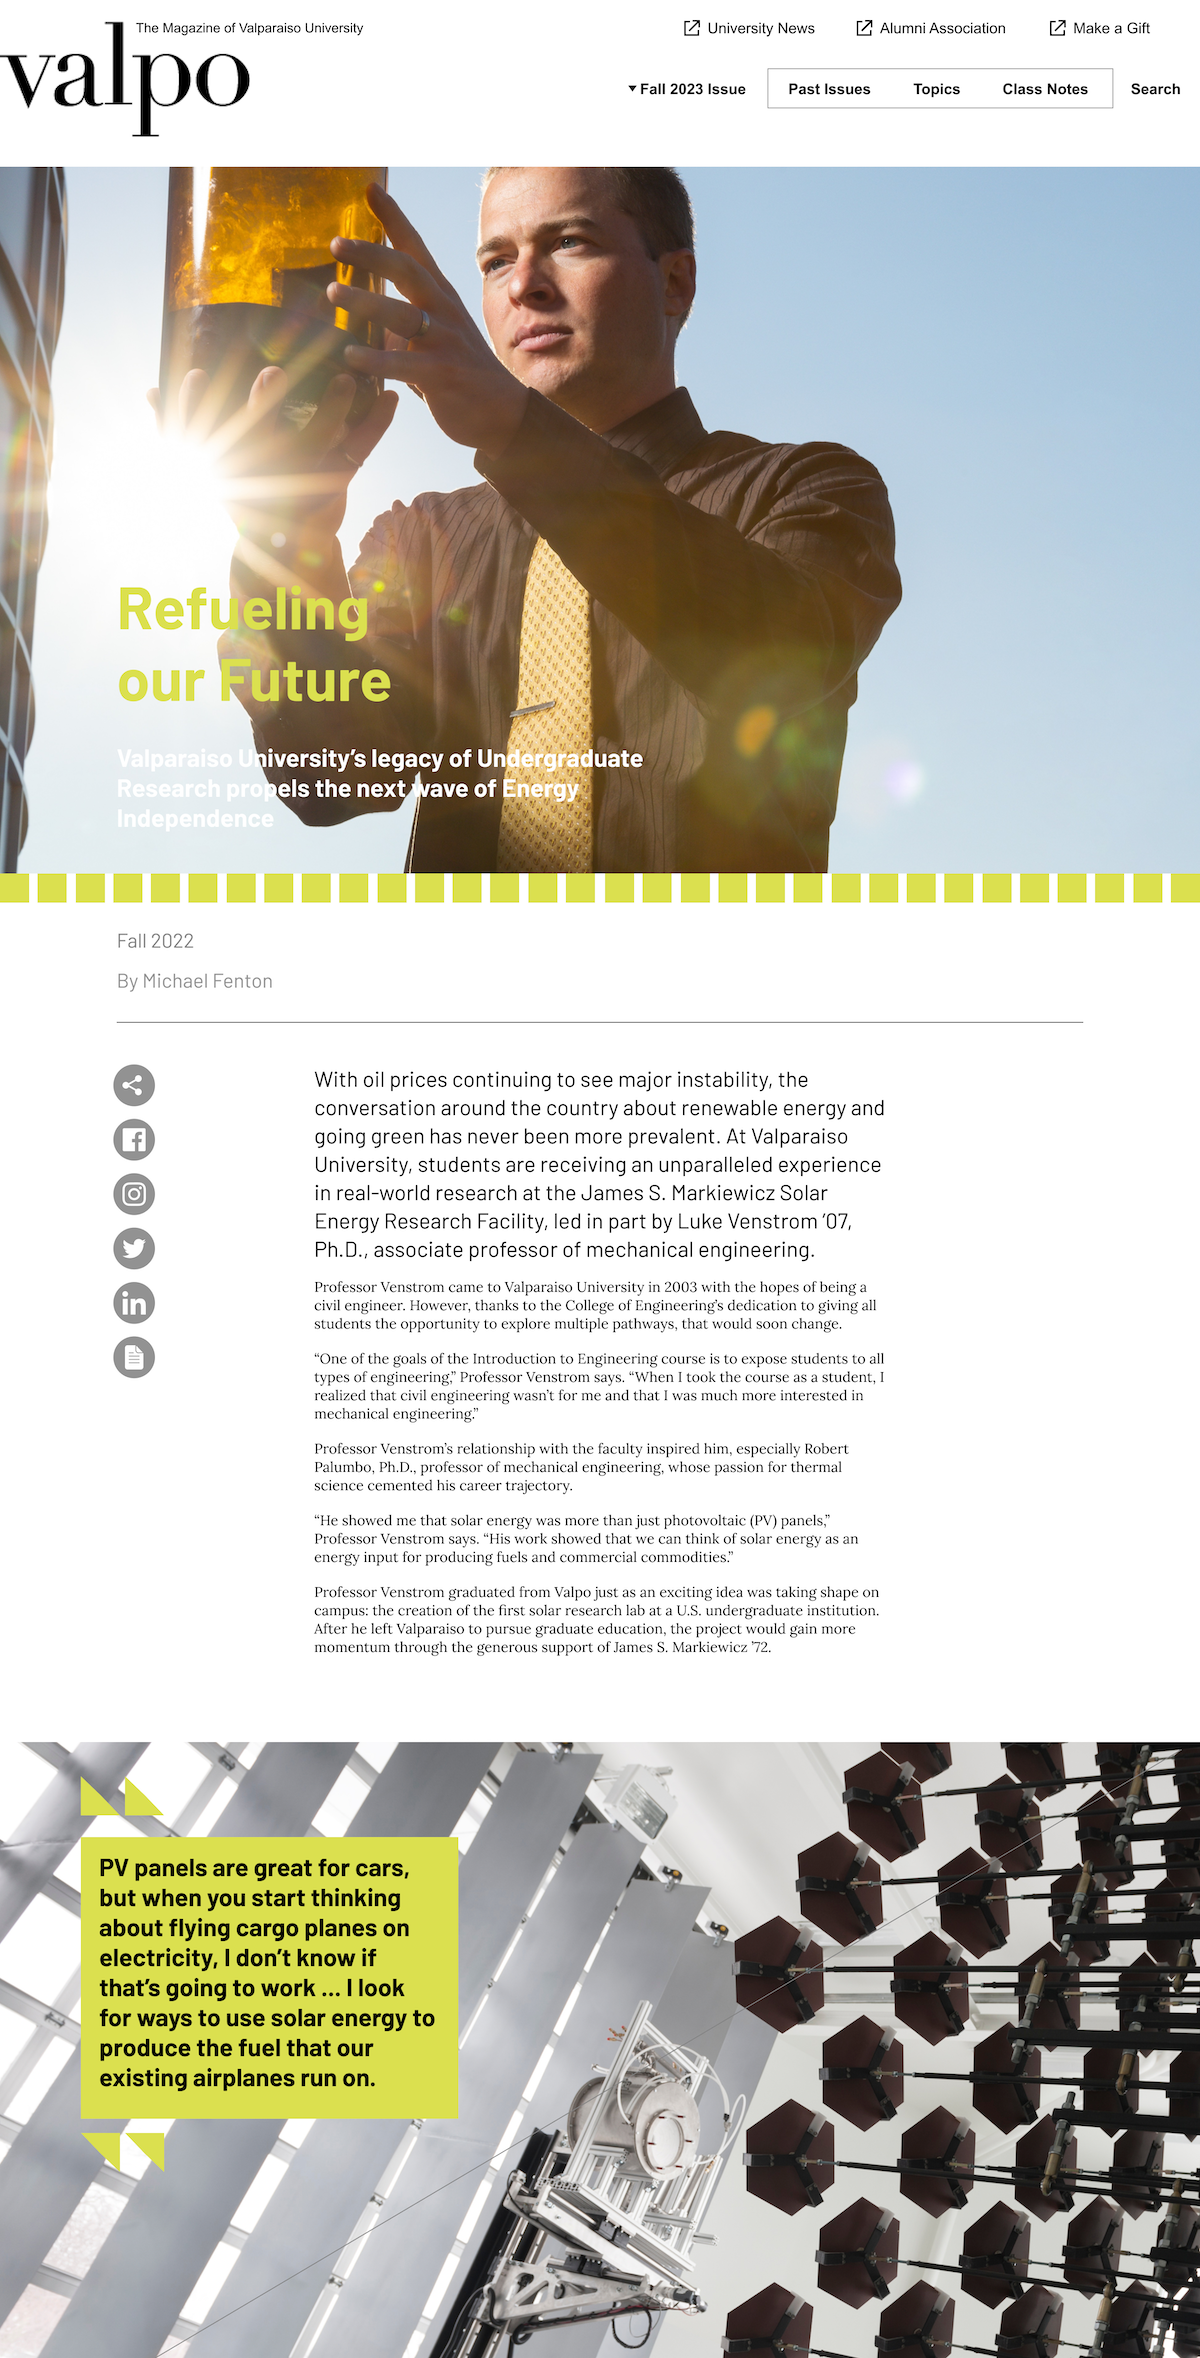 The Magazine of Valparaiso University
valpo
University News
Alumni Association
Make a Gift
Fall 2023 Issue
Past Issues
Topics
Class Notes
Search
Refueling
our Future
Valparaiso University’s legacy of Undergraduate
Research propels the next wave of Energy
Independence
Fall 2022
By Michael Fenton
With oil prices continuing to see major instability, the
conversation around the country about renewable energy and
going green has never been more prevalent. At Valparaiso
University, students are receiving an unparalleled experience
in real-world research at the James S. Markiewicz Solar
Energy Research Facility, led in part by Luke Venstrom ’07,
Ph.D., associate professor of mechanical engineering.
Professor Venstrom came to Valparaiso University in 2003 with the hopes of being a
civil engineer. However, thanks to the College of Engineering’s dedication to giving all
students the opportunity to explore multiple pathways, that would soon change.
“One of the goals of the Introduction to Engineering course is to expose students to all
types of engineering,” Professor Venstrom says. “When I took the course as a student, I
realized that civil engineering wasn’t for me and that I was much more interested in
mechanical engineering.”
Professor Venstrom’s relationship with the faculty inspired him, especially Robert
Palumbo, Ph.D., professor of mechanical engineering, whose passion for thermal
science cemented his career trajectory.
“He showed me that solar energy was more than just photovoltaic (PV) panels,”
Professor Venstrom says. “His work showed that we can think of solar energy as an
energy input for producing fuels and commercial commodities.”
Professor Venstrom graduated from Valpo just as an exciting idea was taking shape on
campus: the creation of the first solar research lab at a U.S. undergraduate institution.
After he left Valparaiso to pursue graduate education, the project would gain more
momentum through the generous support of James S. Markiewicz ’72.
PV panels are great for cars,
but when you start thinking
about flying cargo planes on
electricity, I don’t know if
that’s going to work ... I look
for ways to use solar energy to
produce the fuel that our
existing airplanes run on.